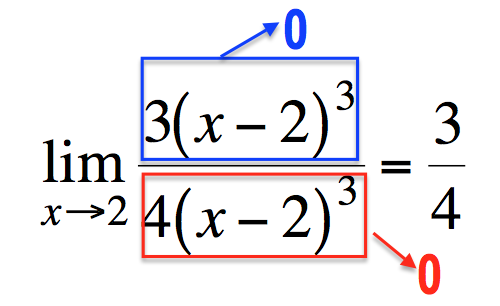 0
lim x→2 3(x − 2)³ / 4(x − 2)³ = 3/4
0